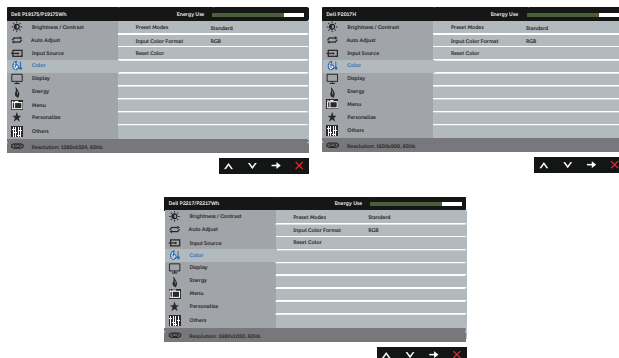 Dell P1917S/P1917SWh Energy Use
Brightness / Contrast Preset Modes Standard
Auto Adjust Input Color Format RGB
Input Source Reset Color
Color
Display
Energy
Menu
Personalize
Others
Resolution: 1280x1024, 60Hz
Dell P2017H Energy Use
Brightness / Contrast Preset Modes Standard
Auto Adjust Input Color Format RGB
Input Source Reset Color
Color
Display
Energy
Menu
Personalize
Others
Resolution: 1600x900, 60Hz
Dell P2217/P2217Wh Energy Use
Brightness / Contrast Preset Modes Standard
Auto Adjust Input Color Format RGB
Input Source Reset Color
Color
Display
Energy
Menu
Personalize
Others
Resolution: 1680x1050, 60Hz